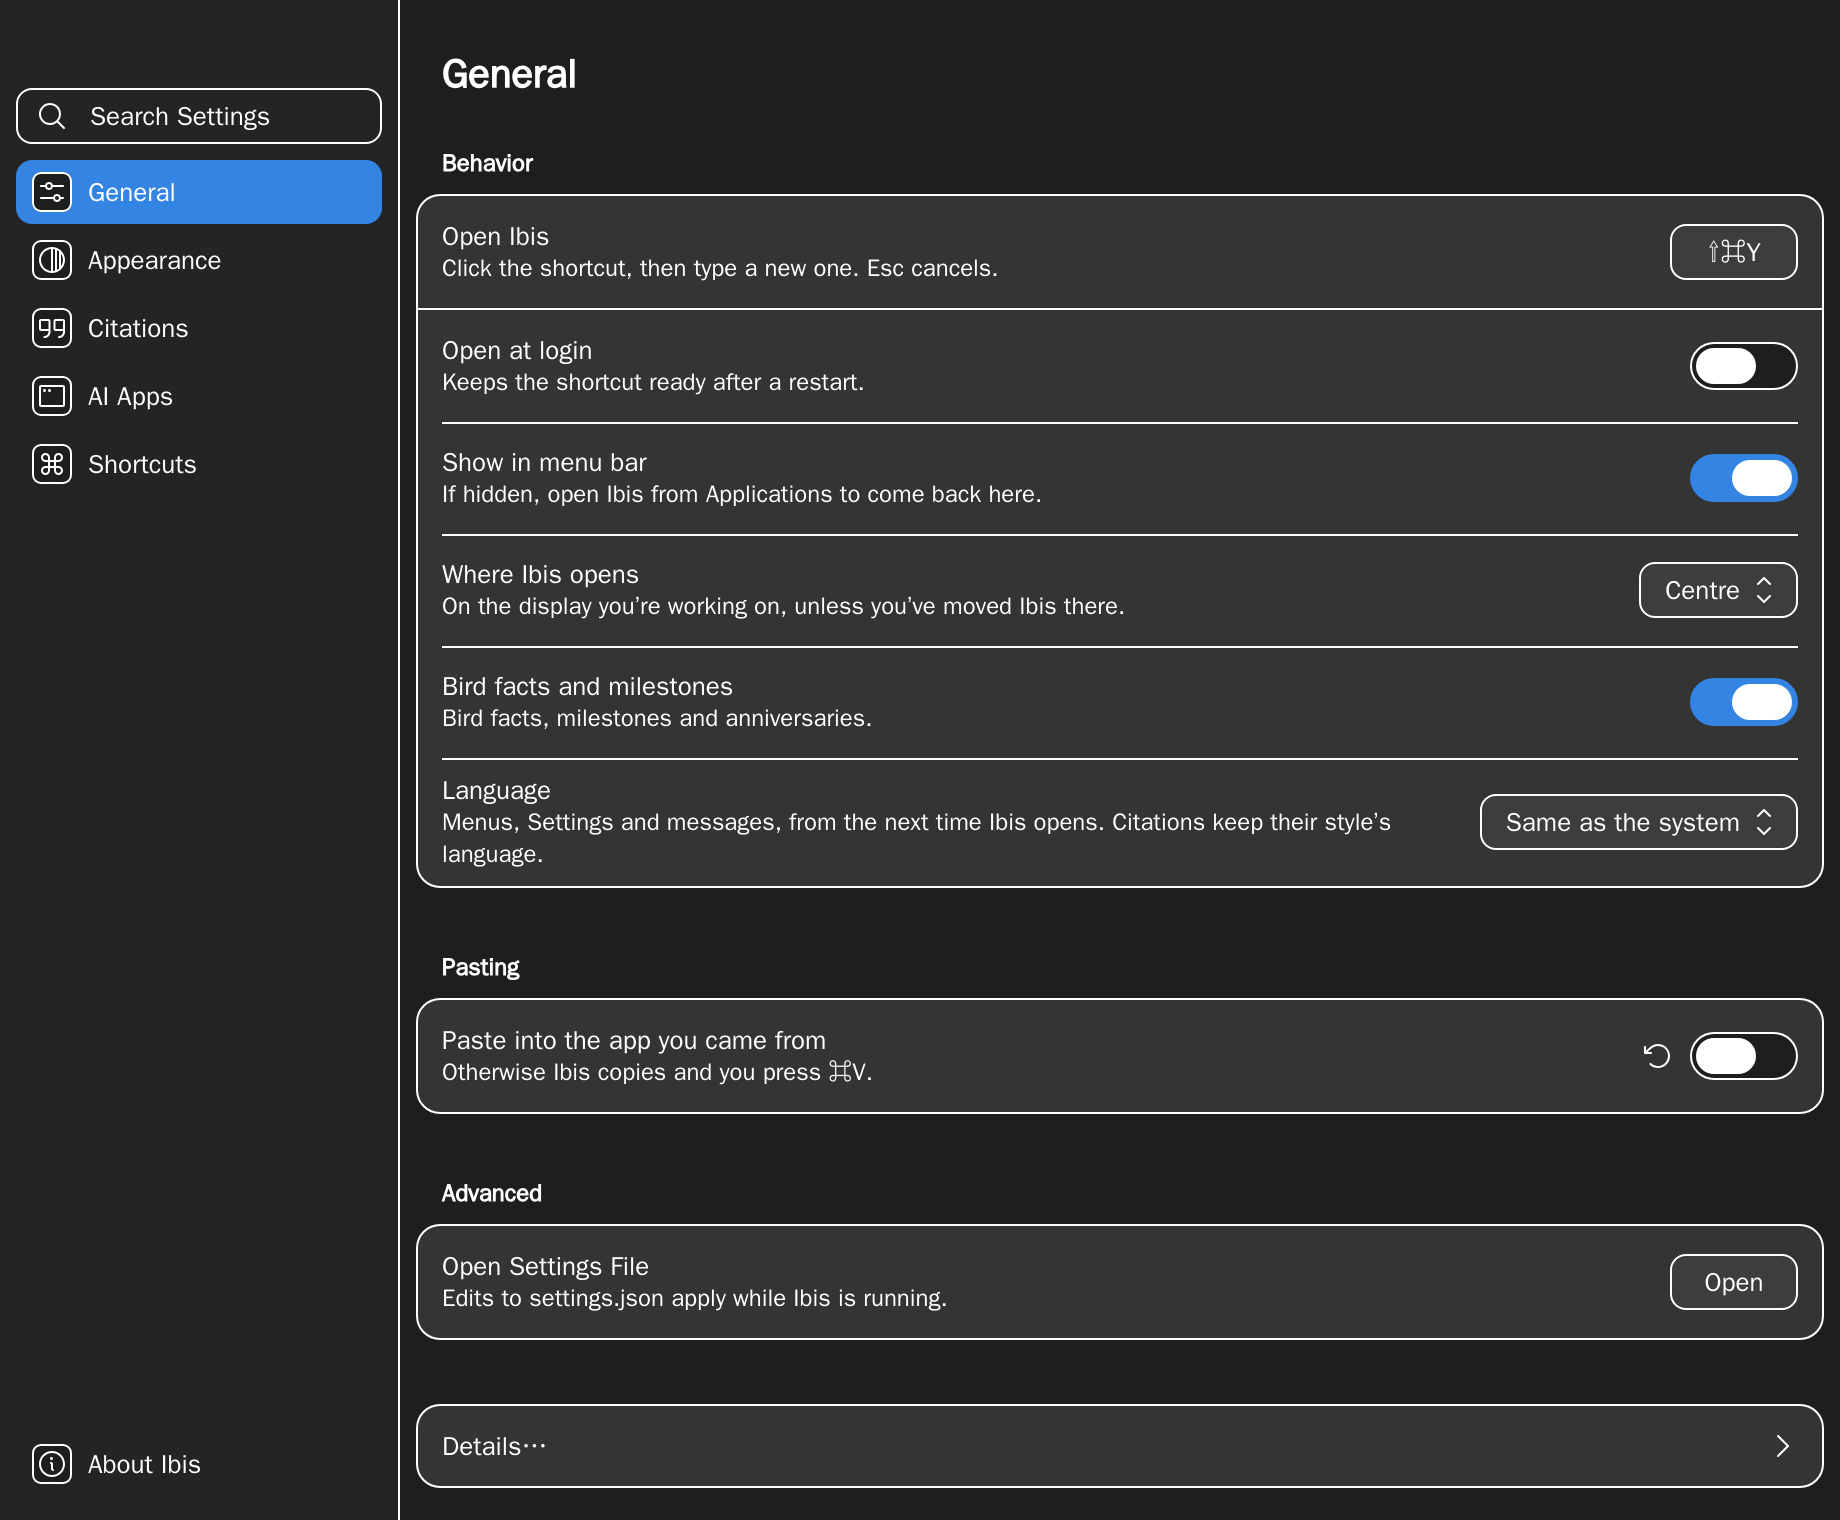 Search Settings
General
Appearance
Citations
AI Apps
Shortcuts
About Ibis
General
Behavior
Open Ibis
Click the shortcut, then type a new one. Esc cancels.
⇧⌘Y
Open at login
Keeps the shortcut ready after a restart.
Show in menu bar
If hidden, open Ibis from Applications to come back here.
Where Ibis opens
On the display you’re working on, unless you’ve moved Ibis there.
Centre
Bird facts and milestones
Bird facts, milestones and anniversaries.
Language
Menus, Settings and messages, from the next time Ibis opens. Citations keep their style’s
language.
Same as the system
Pasting
Paste into the app you came from
Otherwise Ibis copies and you press ⌘V.
Advanced
Open Settings File
Edits to settings.json apply while Ibis is running.
Open
Details…